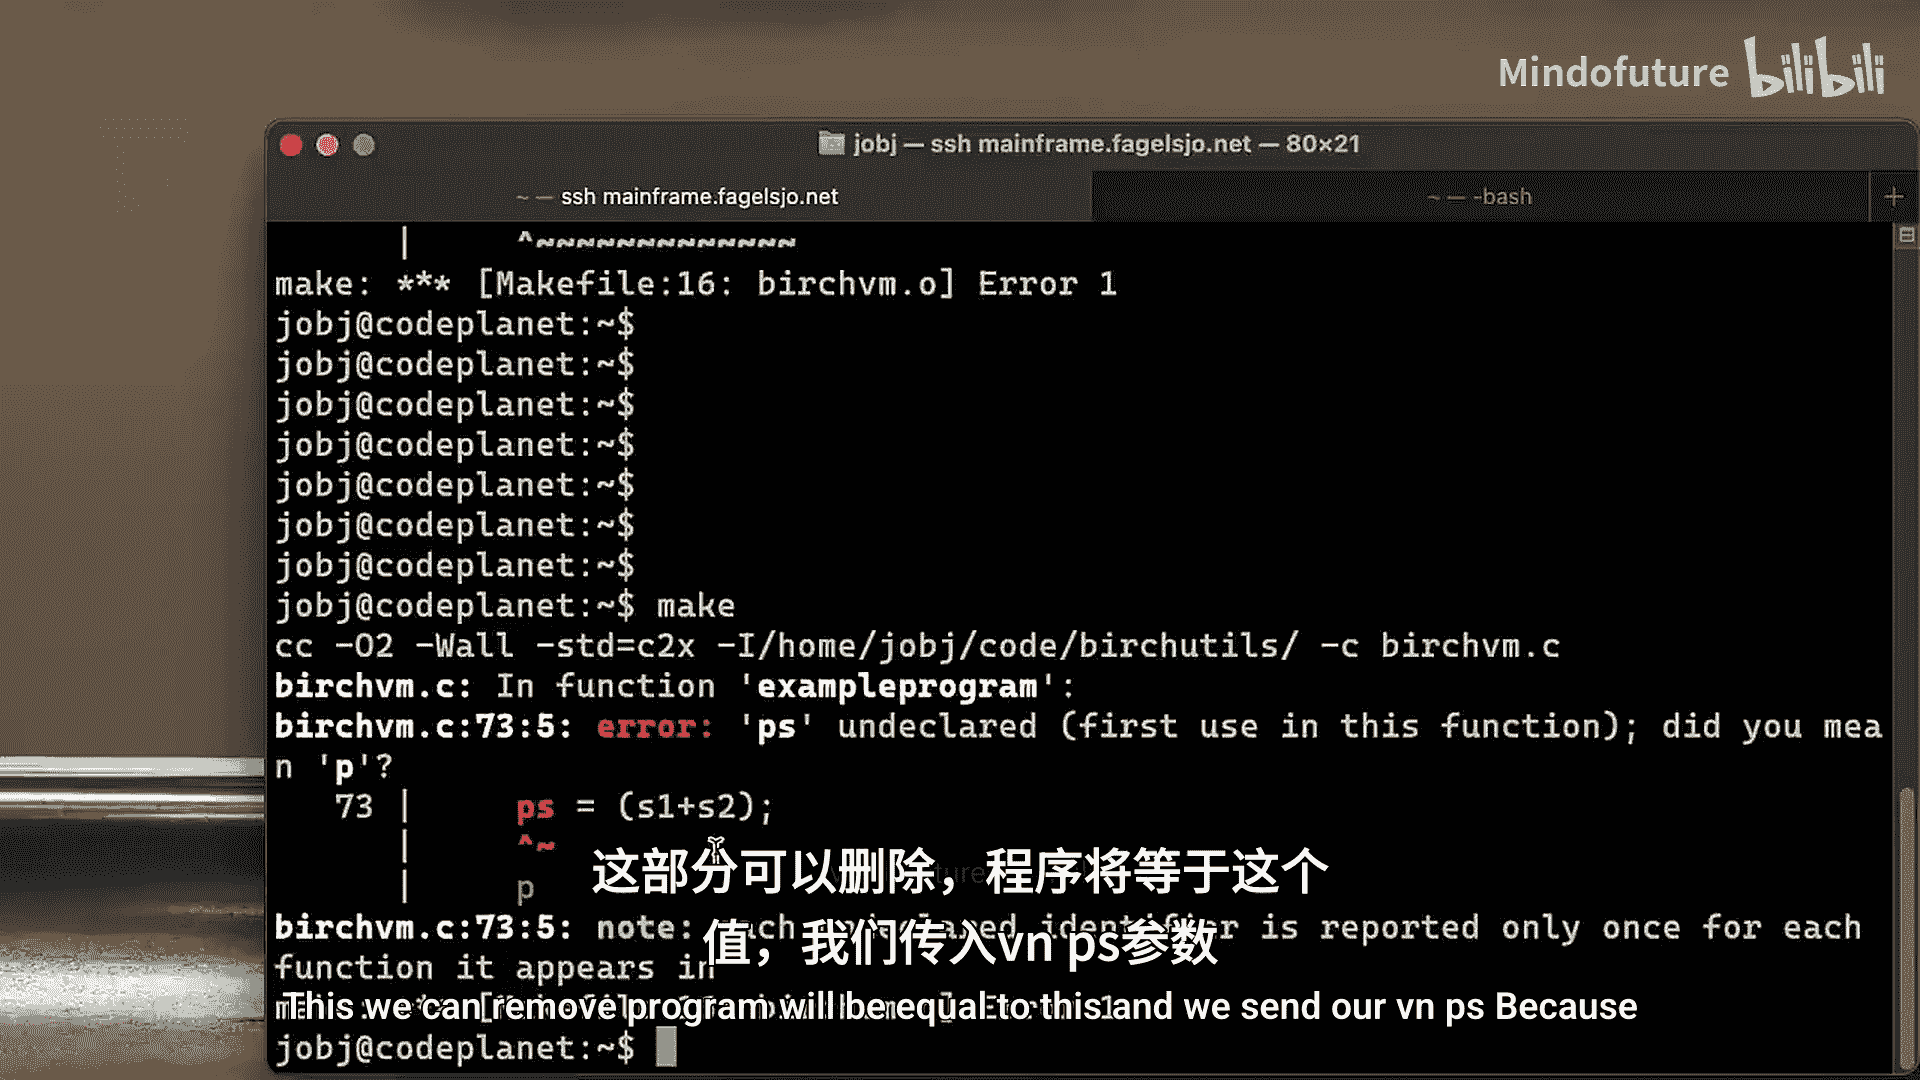 Mindofuture bilibili
jobj — ssh mainframe.fagelsjo.net — 80×21
~ — ssh mainframe.fagelsjo.net
~ — -bash
+
| ^~~~~~~~~~~~~~
make: *** [Makefile:16: birchvm.o] Error 1
jobj@codeplanet:~$
jobj@codeplanet:~$
jobj@codeplanet:~$
jobj@codeplanet:~$
jobj@codeplanet:~$
jobj@codeplanet:~$
jobj@codeplanet:~$
jobj@codeplanet:~$ make
cc -O2 -Wall -std=c2x -I/home/jobj/code/birchutils/ -c birchvm.c
birchvm.c: In function 'exampleprogram':
birchvm.c:73:5: error: 'ps' undeclared (first use in this function); did you mea
n 'p'?
73 | ps = (s1+s2);
| ^~
| p
这部分可以删除，程序将等于这个
birchvm.c:73:5: note: identifier is reported only once for each
值，我们传入vn ps参数
function it appears in
This we can remove program will be equal to this and we send our vn ps Because
jobj@codeplanet:~$